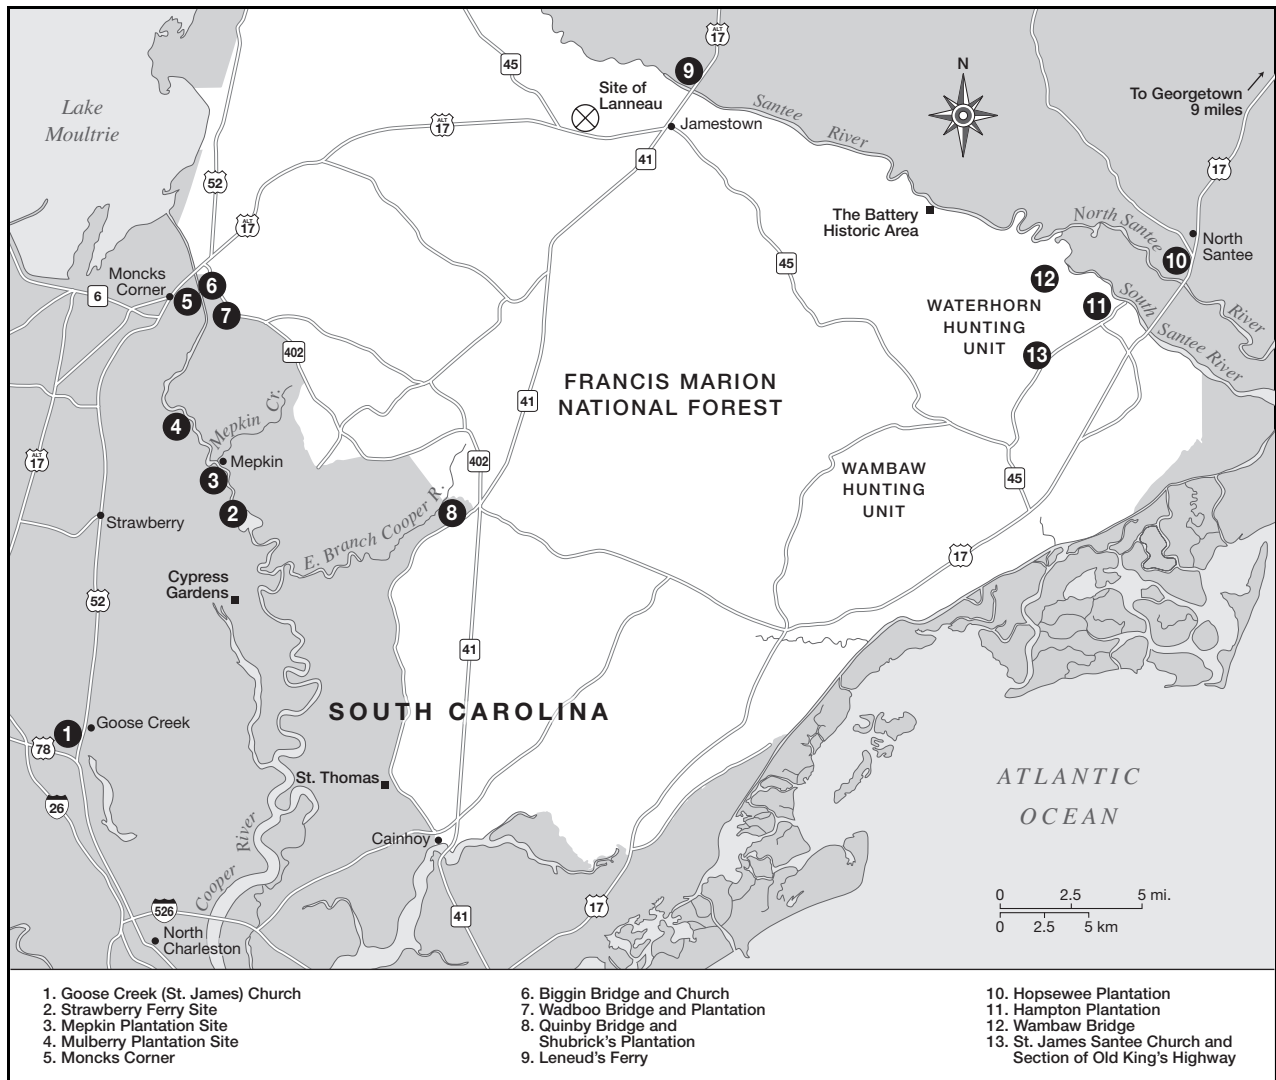 ALT
17
45
9
N
Site of
Lanneau
To Georgetown
9 miles
Lake
Moultrie
Santee
River
ALT
17
Jamestown
41
17
52
The Battery
Historic Area
North Santee
River
ALT
17
North
Santee
45
10
Moncks
Corner
6
5
6
7
12
11
South
Santee River
WATERHORN
HUNTING
UNIT
13
402
FRANCIS MARION
NATIONAL FOREST
41
4
Mepkin Cr.
ALT
17
Mepkin
3
402
WAMBAW
HUNTING
UNIT
45
2
8
Strawberry
E. Branch Cooper R.
17
Cypress
Gardens
52
41
SOUTH CAROLINA
1
Goose Creek
78
St. Thomas
ATLANTIC
OCEAN
26
Cainhoy
Cooper River
0 2.5 5 mi.
0 2.5 5 km
526
41
17
North
Charleston
1. Goose Creek (St. James) Church
2. Strawberry Ferry Site
3. Mepkin Plantation Site
4. Mulberry Plantation Site
5. Moncks Corner
6. Biggin Bridge and Church
7. Wadboo Bridge and Plantation
8. Quinby Bridge and
Shubrick's Plantation
9. Leneud's Ferry
10. Hopsewee Plantation
11. Hampton Plantation
12. Wambaw Bridge
13. St. James Santee Church and
Section of Old King's Highway